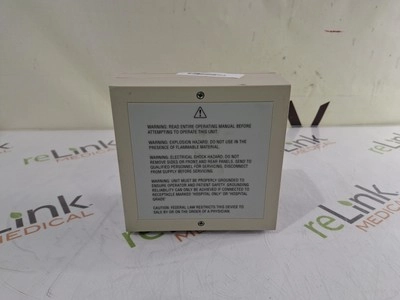 reLink
MEDICAL
WARNING: READ ENTIRE OPERATING MANUAL BEFORE
ATTEMPTING TO OPERATE THIS UNIT.
WARNING: EXPLOSION HAZARD. DO NOT USE IN THE
PRESENCE OF FLAMMABLE MATERIAL.
WARNING: ELECTRICAL SHOCK HAZARD. DO NOT
REMOVE SIDES OR FRONT AND REAR PANELS. SEND TO
QUALIFIED PERSONNEL FOR SERVICING. DISCONNECT
FROM SUPPLY BEFORE SERVICING.
WARNING: UNIT MUST BE PROPERLY GROUNDED TO
ENSURE OPERATOR AND PATIENT SAFETY. GROUNDING
RELIABILITY CAN ONLY BE ACHIEVED IF CONNECTED TO
RECEPTACLE MARKED 'HOSPITAL ONLY' OR 'HOSPITAL
GRADE'
CAUTION: FEDERAL LAW RESTRICTS THIS DEVICE TO
SALE BY OR ON THE ORDER OF A PHYSICIAN.
reLink
MEDICAL
reLink
MEDICAL